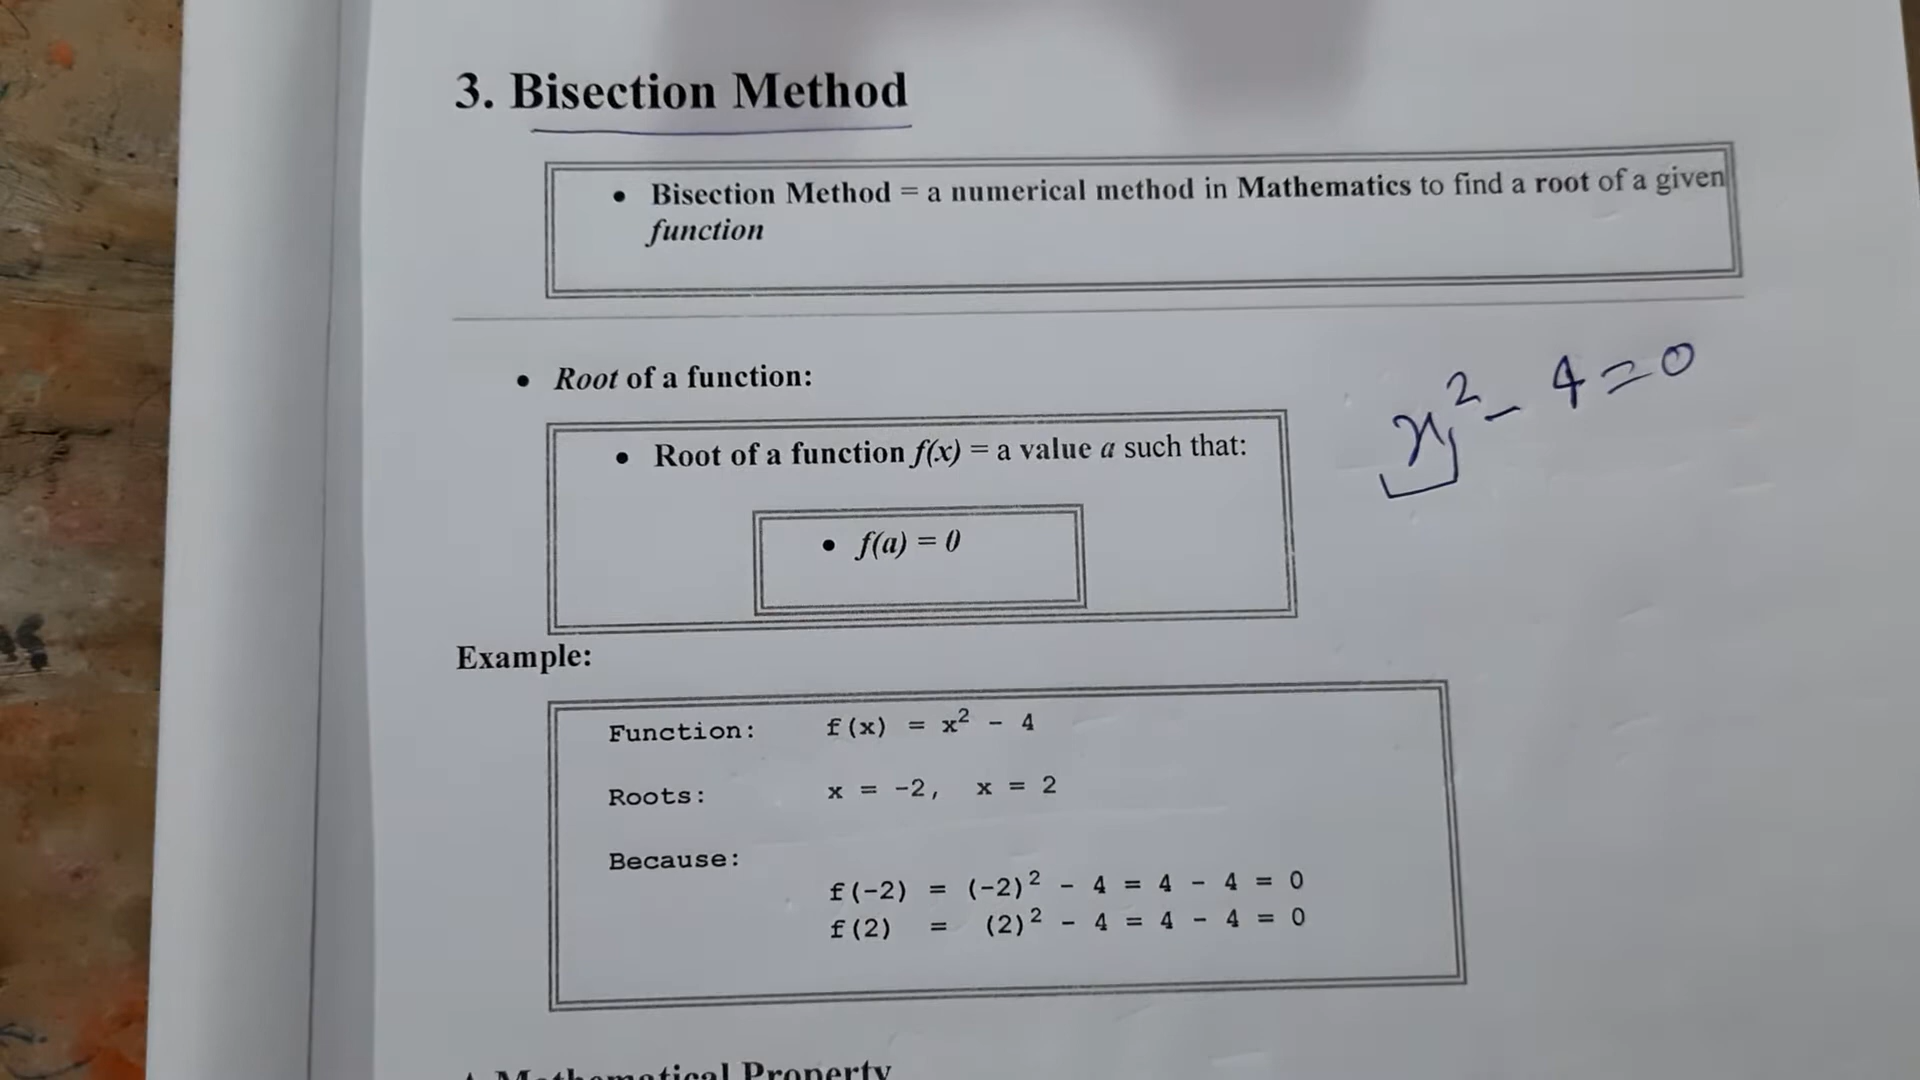 3. Bisection Method
• Bisection Method = a numerical method in Mathematics to find a root of a given
function
x² - 4 = 0
• Root of a function:
• Root of a function f(x) = a value a such that:
• f(a) = 0
Example:
Function: f(x) = x² - 4
Roots: x = -2, x = 2
Because:
f(-2) = (-2)² - 4 = 4 - 4 = 0
f(2) = (2)² - 4 = 4 - 4 = 0
Mathematical Property